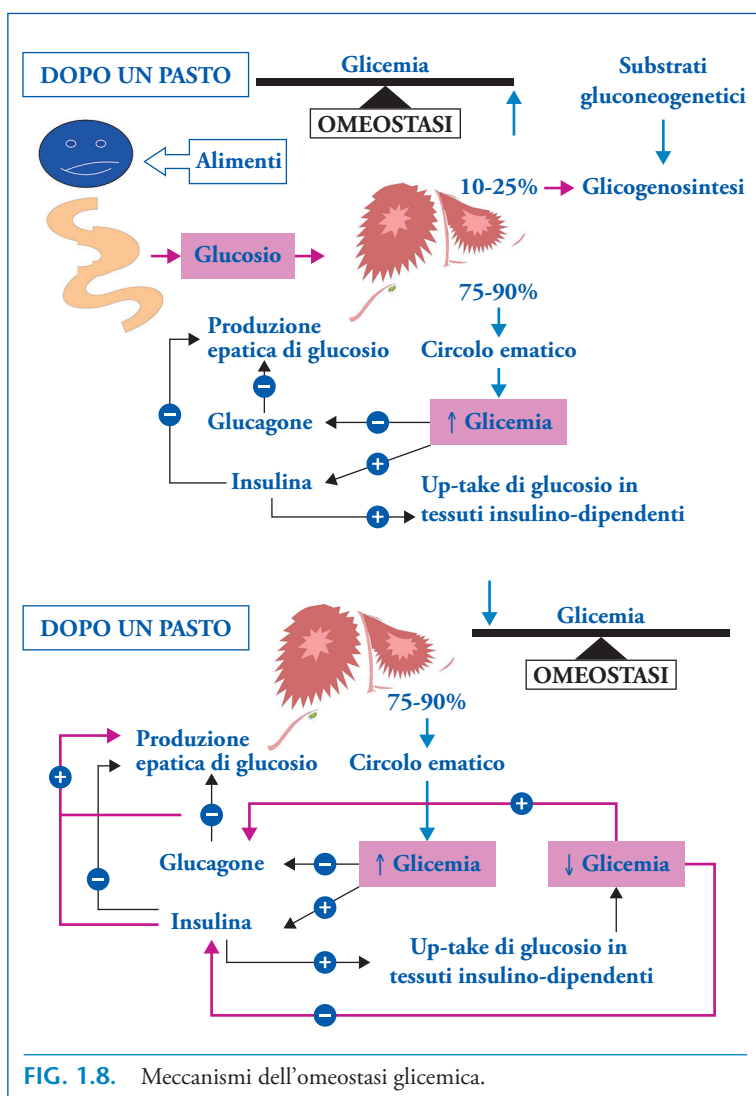 DOPO UN PASTO
Glicemia
OMEOSTASI
Substrati
gluconeogenetici
Alimenti
10-25%
Glicogenosintesi
Glucosio
75-90%
Produzione
epatica di glucosio
Circolo ematico
−
−
Glucagone
−
↑ Glicemia
+
Insulina
Up-take di glucosio in
tessuti insulino-dipendenti
+
DOPO UN PASTO
Glicemia
OMEOSTASI
75-90%
Produzione
epatica di glucosio
Circolo ematico
+
+
−
Glucagone
−
↑ Glicemia
↓ Glicemia
−
+
Insulina
Up-take di glucosio in
tessuti insulino-dipendenti
+
−
FIG. 1.8. Meccanismi dell'omeostasi glicemica.